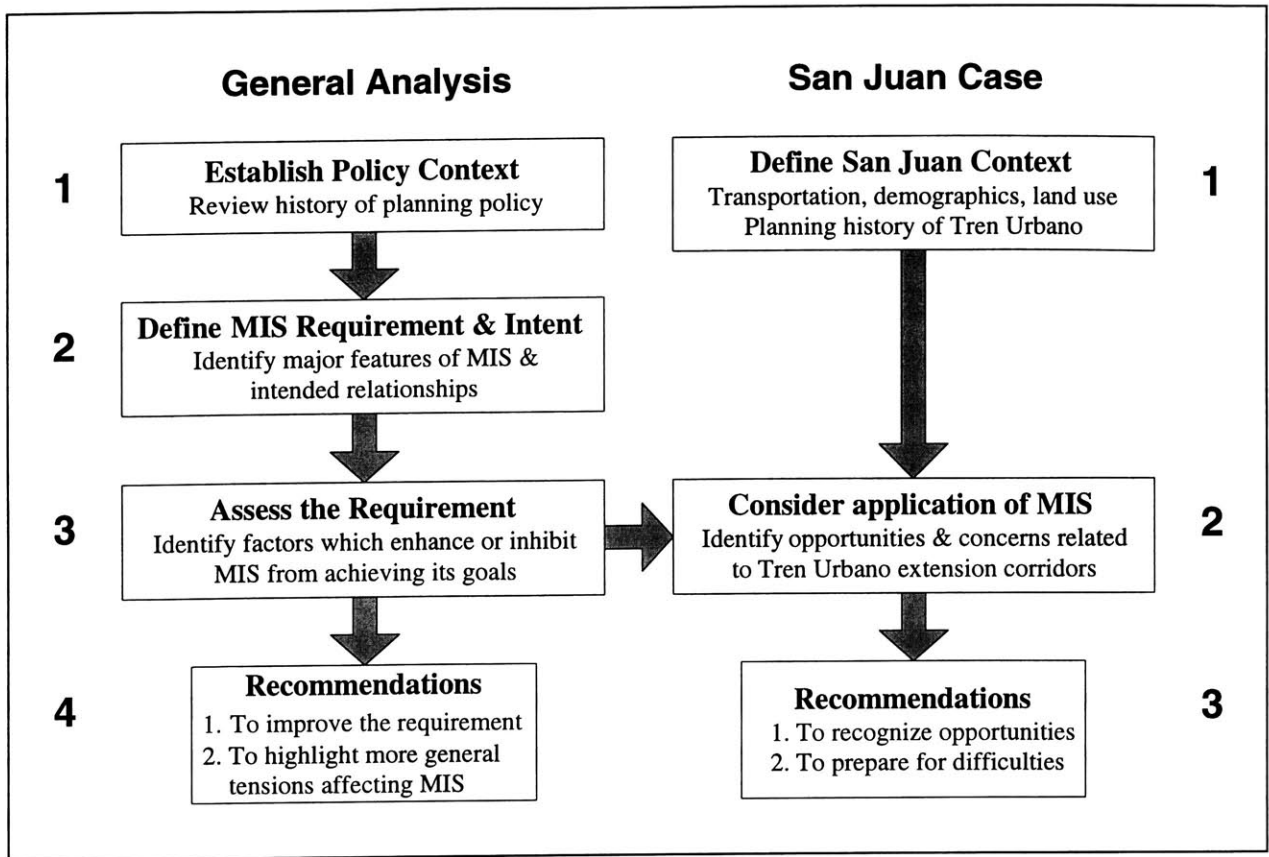 General Analysis
1
Establish Policy Context
Review history of planning policy
2
Define MIS Requirement & Intent
Identify major features of MIS &
intended relationships
3
Assess the Requirement
Identify factors which enhance or inhibit
MIS from achieving its goals
4
Recommendations
1. To improve the requirement
2. To highlight more general
tensions affecting MIS
San Juan Case
1
Define San Juan Context
Transportation, demographics, land use
Planning history of Tren Urbano
2
Consider application of MIS
Identify opportunities & concerns related
to Tren Urbano extension corridors
3
Recommendations
1. To recognize opportunities
2. To prepare for difficulties